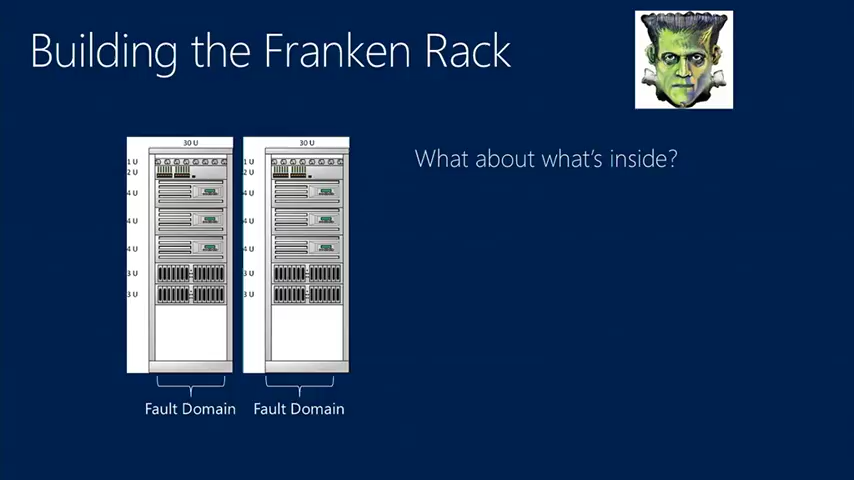 Building the Franken Rack
What about what's inside?
30 U
1 U
2 U
4 U
4 U
4 U
3 U
3 U
30 U
1 U
2 U
4 U
4 U
4 U
3 U
3 U
Fault Domain
Fault Domain